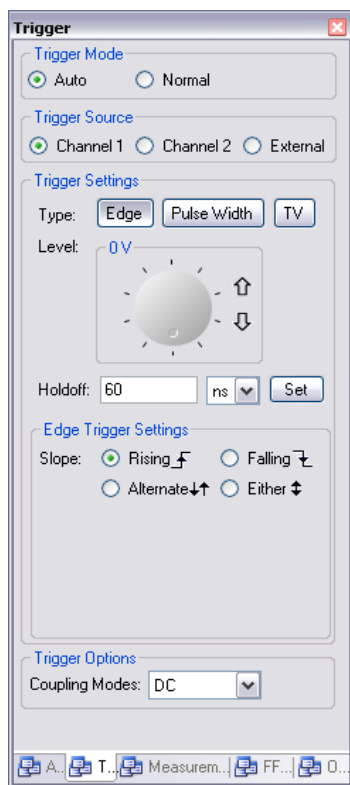 Trigger
Trigger Mode
Auto Normal
Trigger Source
Channel 1 Channel 2 External
Trigger Settings
Type: Edge Pulse Width TV
Level: 0 V
Holdoff: 60 ns Set
Edge Trigger Settings
Slope: Rising Falling
Alternate Either
Trigger Options
Coupling Modes: DC
A... T... Measurem... FF... O...